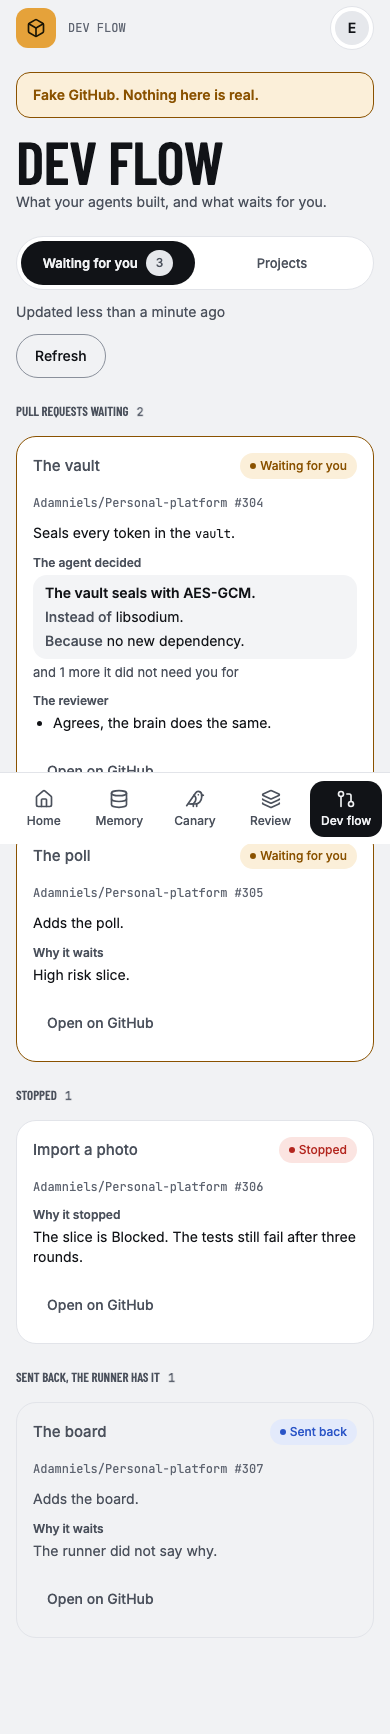 DEV FLOW
E
Fake GitHub. Nothing here is real.
DEV FLOW
What your agents built, and what waits for you.
Waiting for you 3
Projects
Updated less than a minute ago
Refresh
PULL REQUESTS WAITING 2
The vault
Waiting for you
Adamniels/Personal-platform #304
Seals every token in the vault.
The agent decided
The vault seals with AES-GCM.
Instead of libsodium.
Because no new dependency.
and 1 more it did not need you for
The reviewer
• Agrees, the brain does the same.
Open on GitHub
Home
Memory
Canary
Review
Dev flow
The poll
Waiting for you
Adamniels/Personal-platform #305
Adds the poll.
Why it waits
High risk slice.
Open on GitHub
STOPPED 1
Import a photo
Stopped
Adamniels/Personal-platform #306
Why it stopped
The slice is Blocked. The tests still fail after three
rounds.
Open on GitHub
SENT BACK, THE RUNNER HAS IT 1
The board
Sent back
Adamniels/Personal-platform #307
Adds the board.
Why it waits
The runner did not say why.
Open on GitHub